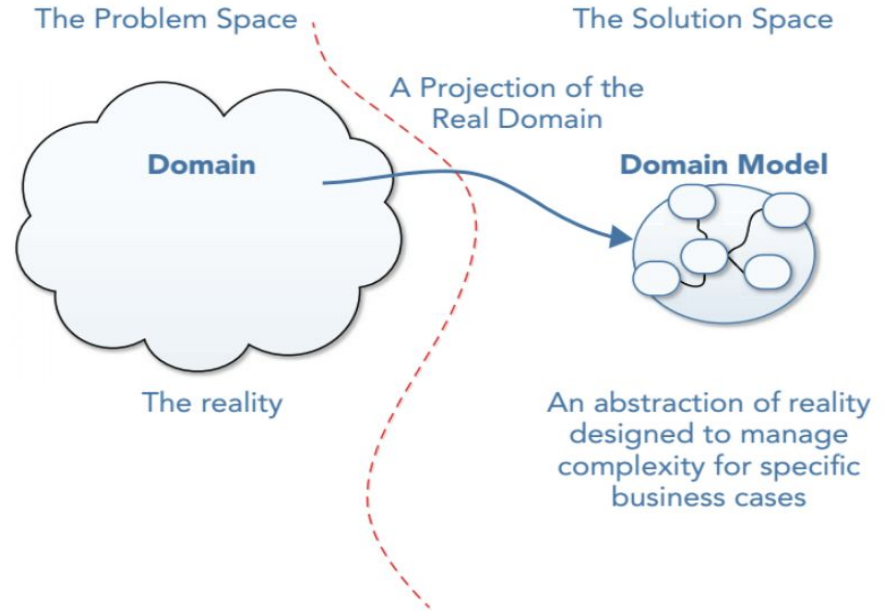 The Problem Space
The Solution Space
A Projection of the
Real Domain
Domain
Domain Model
The reality
An abstraction of reality
designed to manage
complexity for specific
business cases